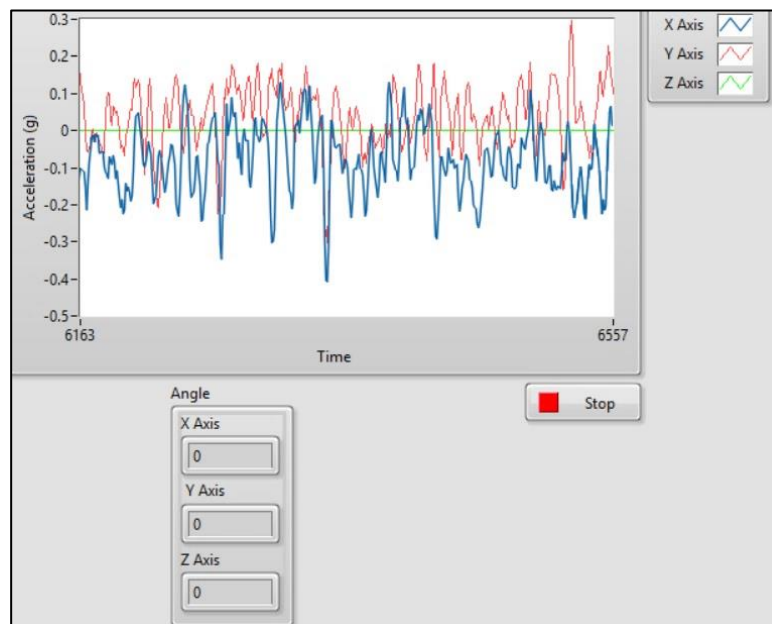 0.3
0.2
0.1
0
-0.1
-0.2
-0.3
-0.4
-0.5
Acceleration (g)
6163
6557
Time
X Axis
Y Axis
Z Axis
Angle
X Axis
0
Y Axis
0
Z Axis
0
Stop